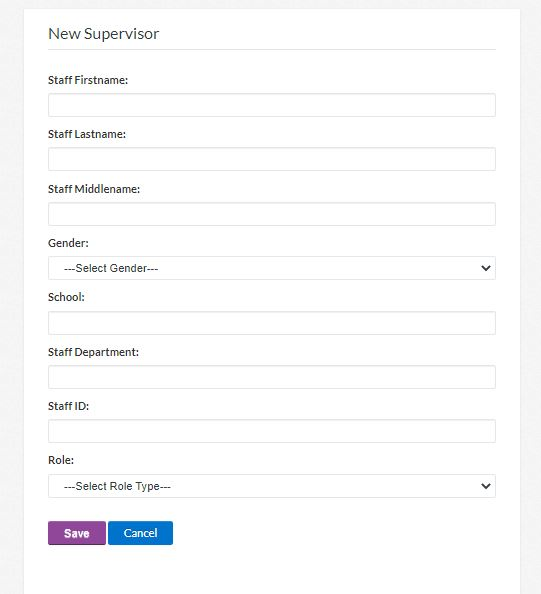 New Supervisor
Staff Firstname:
Staff Lastname:
Staff Middlename:
Gender:
---Select Gender---
School:
Staff Department:
Staff ID:
Role:
---Select Role Type---
Save Cancel